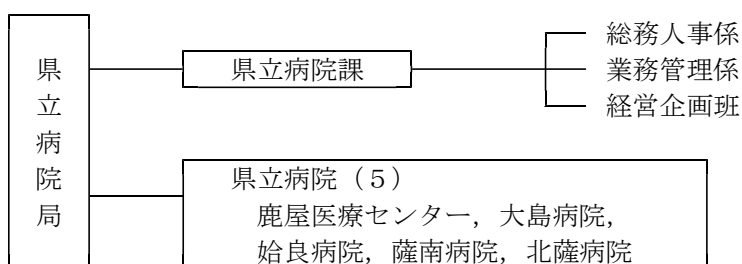 県立病院局
県立病院課
総務人事係
業務管理係
経営企画班
県立病院（５）
鹿屋医療センター，大島病院，
姶良病院，薩南病院，北薩病院